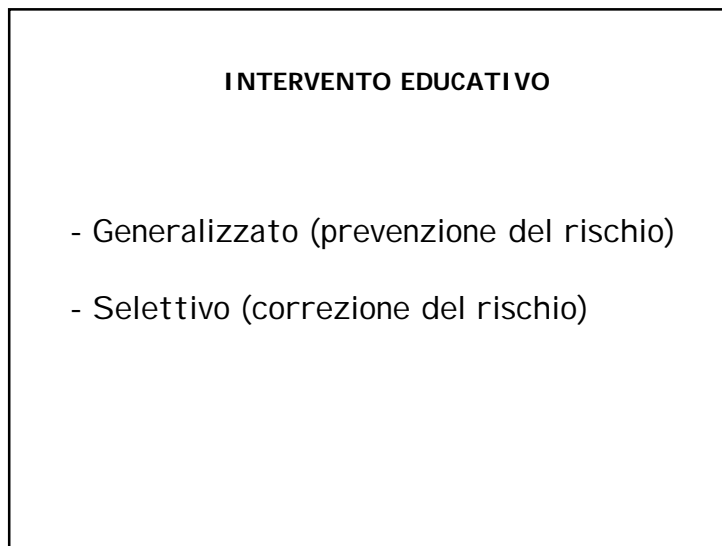 INTERVENTO EDUCATIVO
- Generalizzato (prevenzione del rischio)
- Selettivo (correzione del rischio)